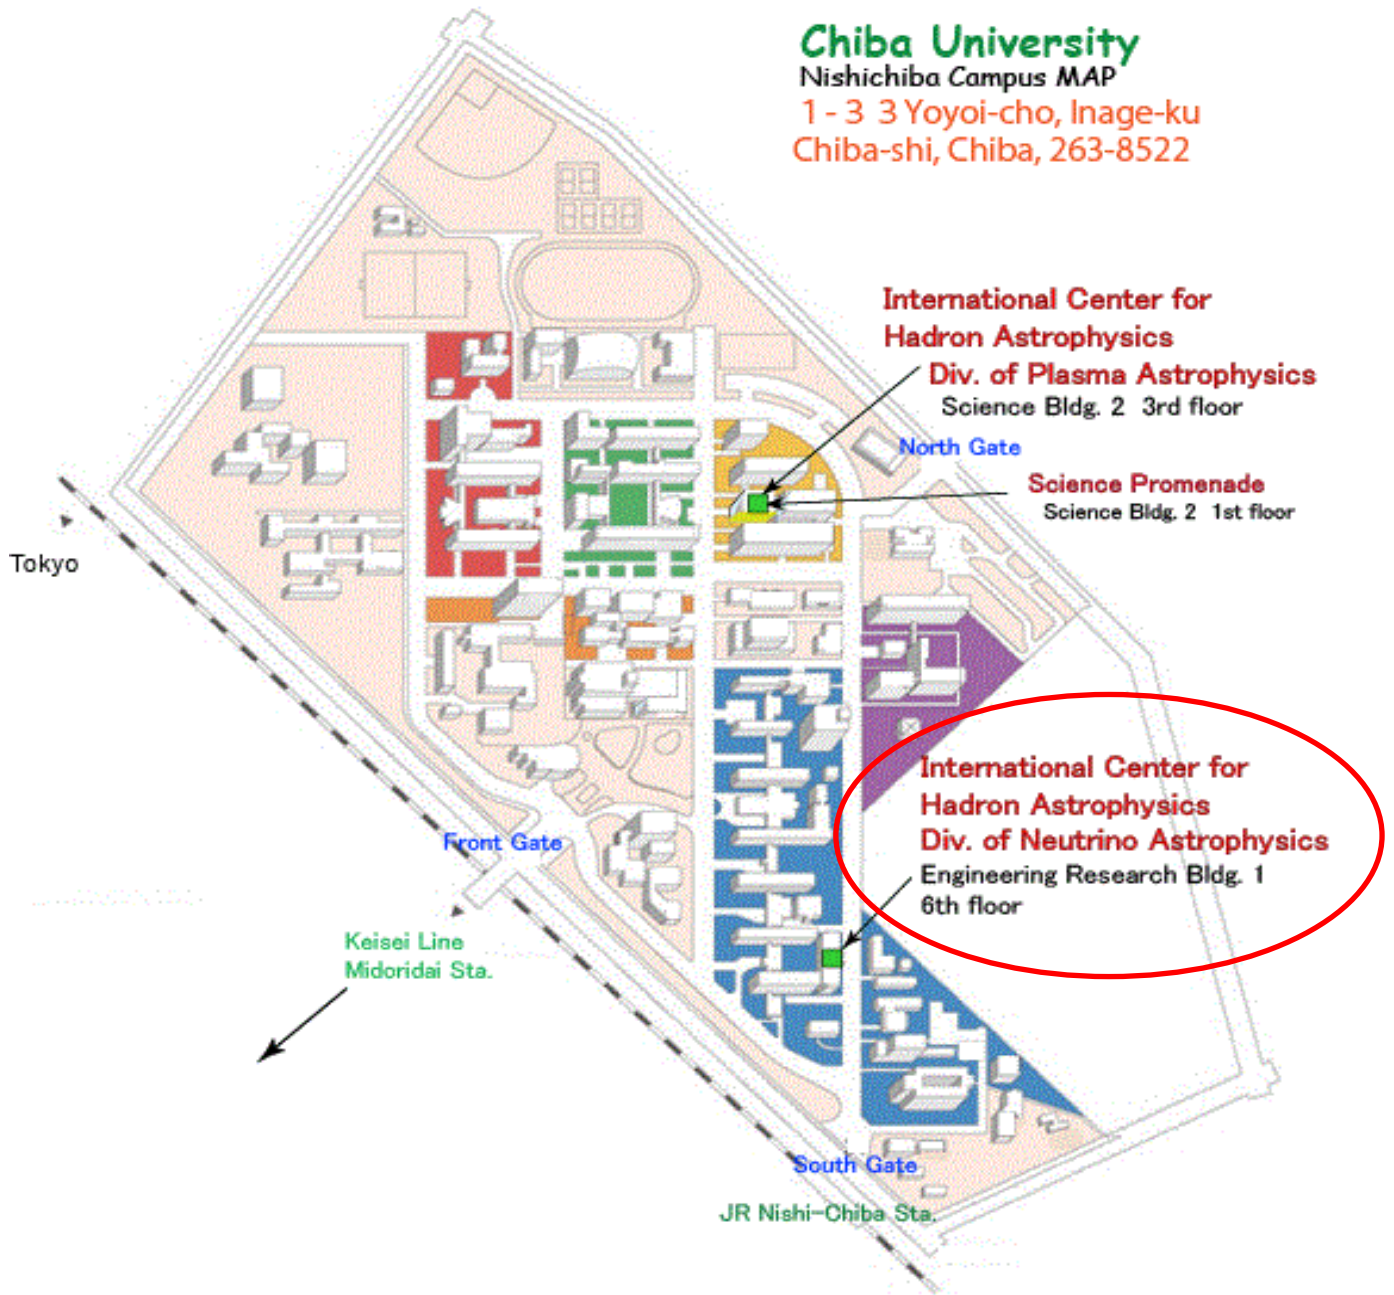 Chiba University
Nishichiba Campus MAP
1 - 3 3 Yoyoi-cho, Inage-ku
Chiba-shi, Chiba, 263-8522
International Center for
Hadron Astrophysics
Div. of Plasma Astrophysics
Science Bldg. 2 3rd floor
North Gate
Science Promenade
Science Bldg. 2 1st floor
Tokyo
International Center for
Hadron Astrophysics
Div. of Neutrino Astrophysics
Engineering Research Bldg. 1
6th floor
Front Gate
Keisei Line
Midoridai Sta.
South Gate
JR Nishi-Chiba Sta.